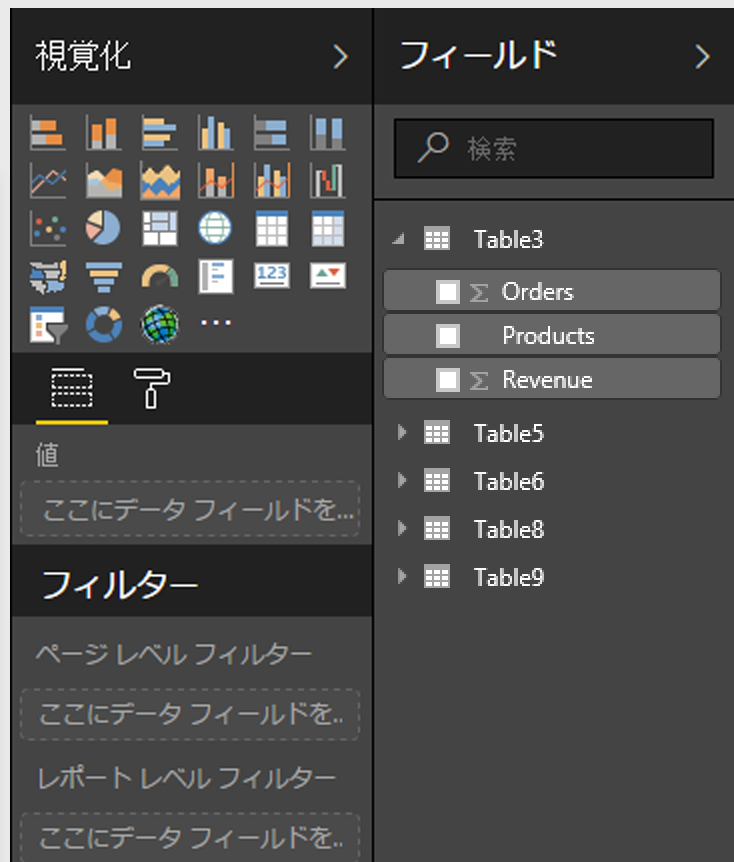 視覚化
123
値
ここにデータ フィールドを...
フィルター
ページ レベル フィルター
ここにデータ フィールドを..
レポート レベル フィルター
ここにデータ フィールドを..
フィールド
検索
Table3
Σ Orders
Products
Σ Revenue
Table5
Table6
Table8
Table9